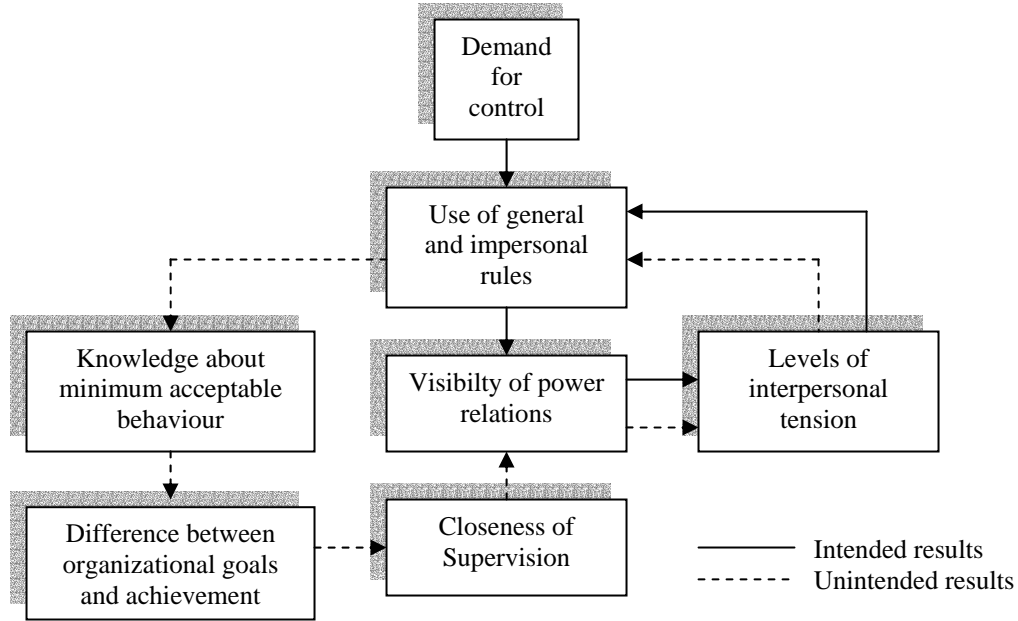 Demand
for
control
Use of general
and impersonal
rules
Knowledge about
minimum acceptable
behaviour
Visibilty of power
relations
Levels of
interpersonal
tension
Difference between
organizational goals
and achievement
Closeness of
Supervision
Intended results
Unintended results